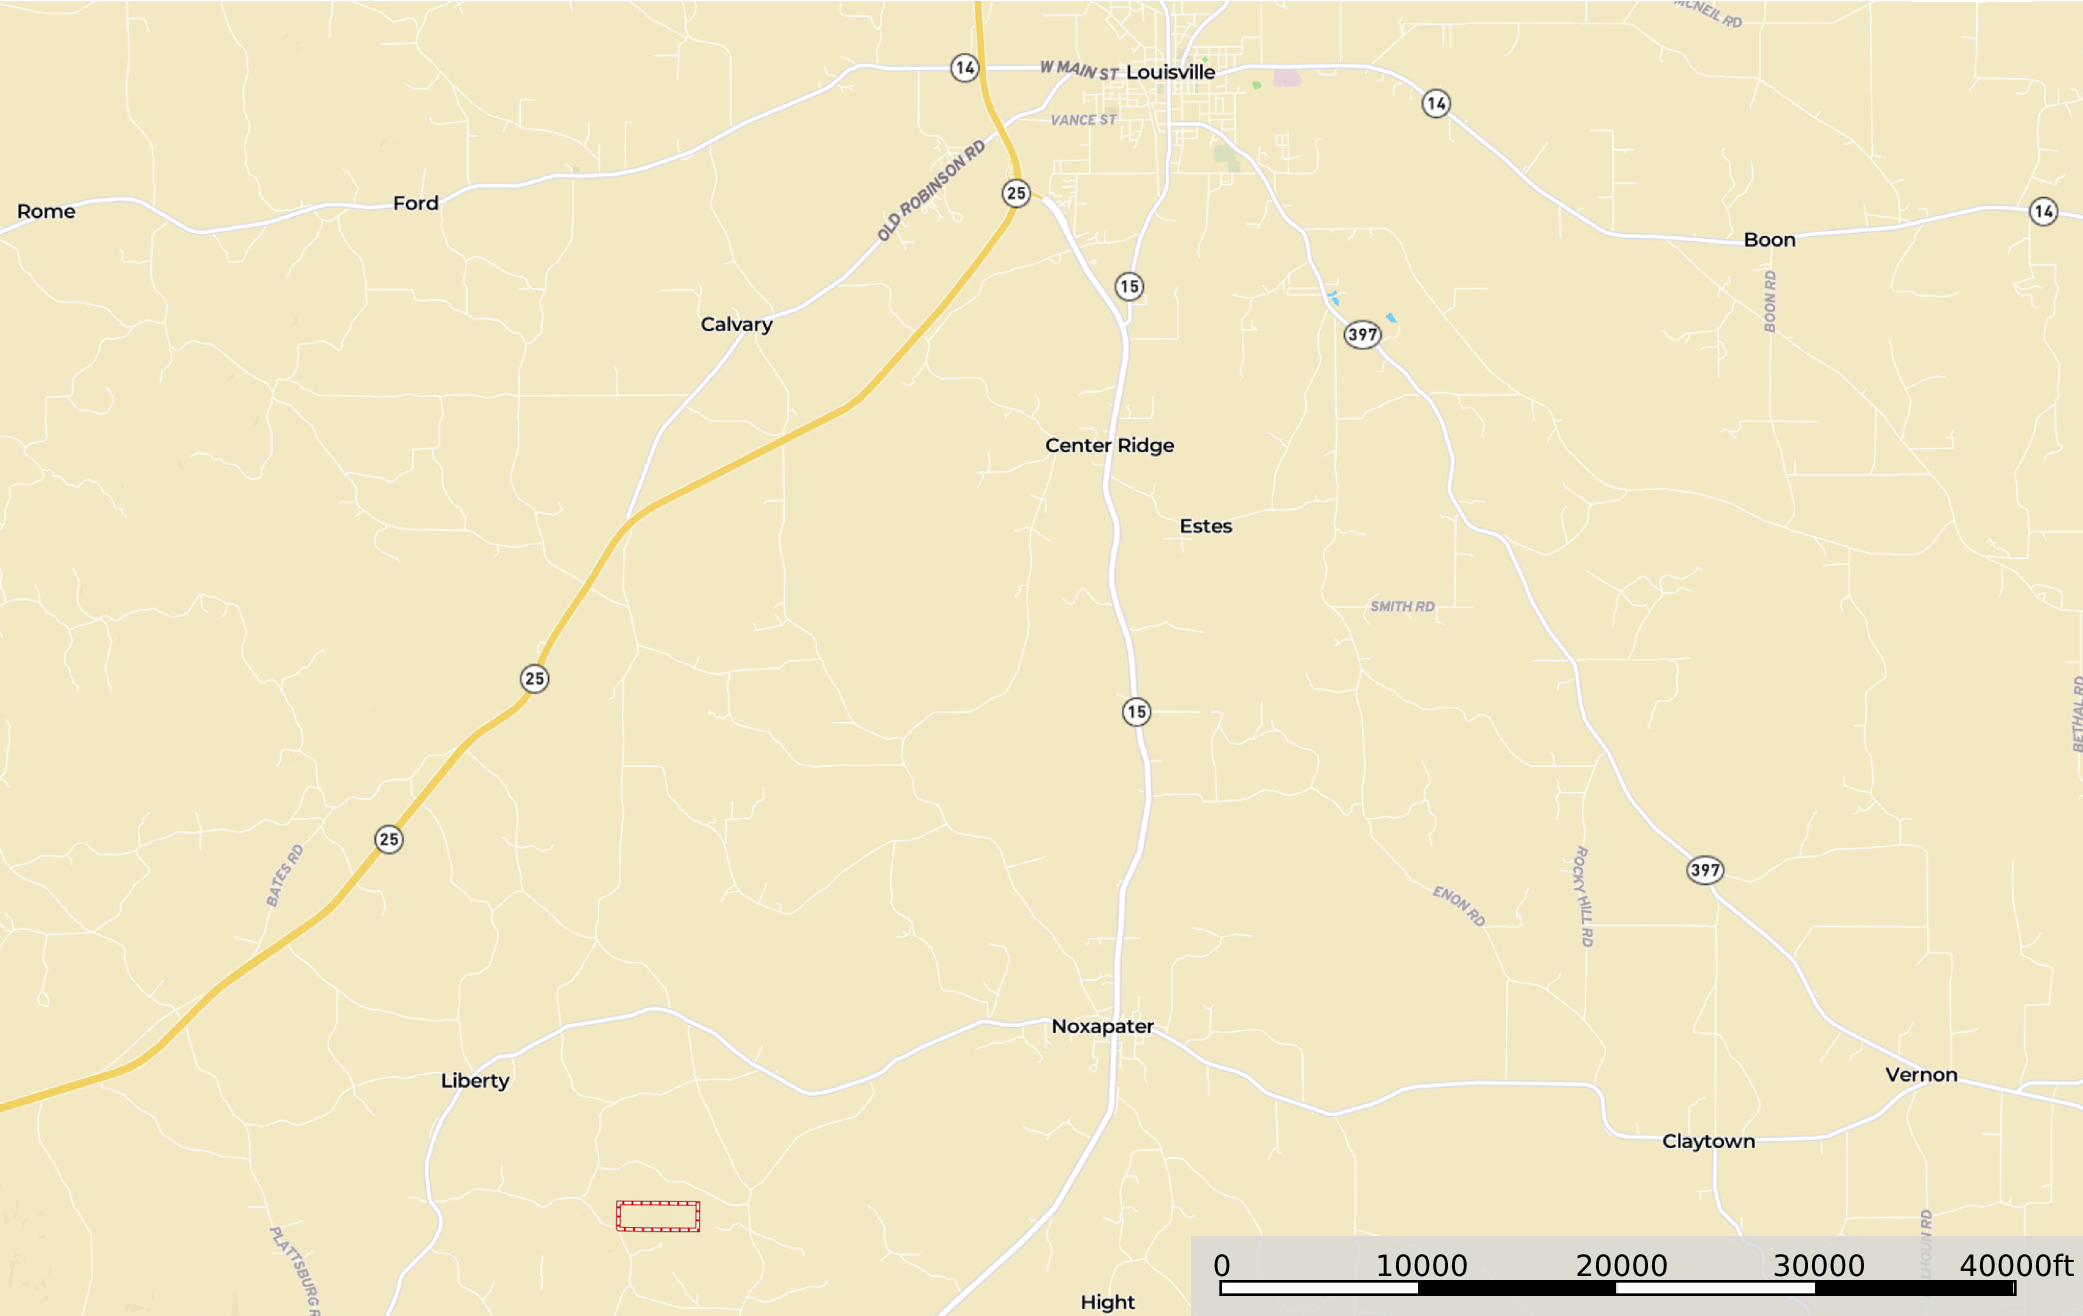 MCNEIL RD
14
W MAIN ST
Louisville
14
VANCE ST
OLD ROBINSON RD
25
Rome
Ford
14
Boon
15
BOON RD
Calvary
397
Center Ridge
Estes
SMITH RD
25
15
BETHAL RD
25
BATES RD
397
ROCKY HILL RD
ENON RD
Noxapater
Liberty
Vernon
Claytown
PLATTSBURG R
LHOUN RD
Hight
0 10000 20000 30000 40000ft